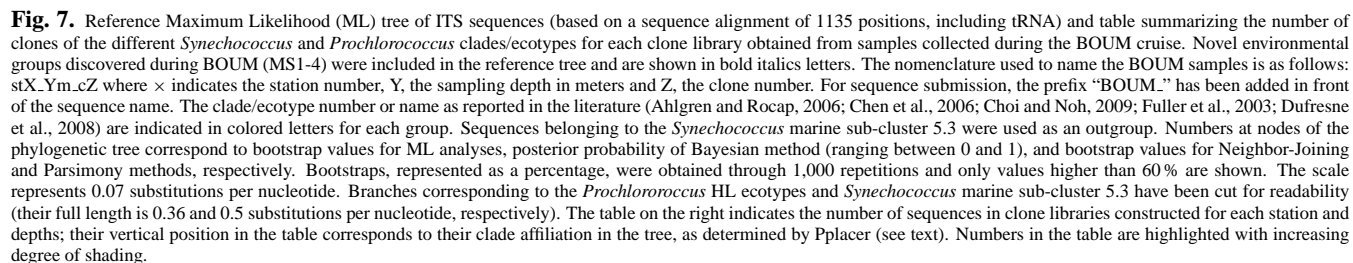 Fig. 7. Reference Maximum Likelihood (ML) tree of ITS sequences (based on a sequence alignment of 1135 positions, including tRNA) and table summarizing the number of
clones of the different Synechococcus and Prochlorococcus clades/ecotypes for each clone library obtained from samples collected during the BOUM cruise. Novel environmental
groups discovered during BOUM (MS1-4) were included in the reference tree and are shown in bold italics letters. The nomenclature used to name the BOUM samples is as follows:
stX_Ym_cZ where × indicates the station number, Y, the sampling depth in meters and Z, the clone number. For sequence submission, the prefix “BOUM_” has been added in front
of the sequence name. The clade/ecotype number or name as reported in the literature (Ahlgren and Rocap, 2006; Chen et al., 2006; Choi and Noh, 2009; Fuller et al., 2003; Dufresne
et al., 2008) are indicated in colored letters for each group. Sequences belonging to the Synechococcus marine sub-cluster 5.3 were used as an outgroup. Numbers at nodes of the
phylogenetic tree correspond to bootstrap values for ML analyses, posterior probability of Bayesian method (ranging between 0 and 1), and bootstrap values for Neighbor-Joining
and Parsimony methods, respectively. Bootstraps, represented as a percentage, were obtained through 1,000 repetitions and only values higher than 60 % are shown. The scale
represents 0.07 substitutions per nucleotide. Branches corresponding to the Prochlororoccus HL ecotypes and Synechococcus marine sub-cluster 5.3 have been cut for readability
(their full length is 0.36 and 0.5 substitutions per nucleotide, respectively). The table on the right indicates the number of sequences in clone libraries constructed for each station and
depths; their vertical position in the table corresponds to their clade affiliation in the tree, as determined by Pplacer (see text). Numbers in the table are highlighted with increasing
degree of shading.